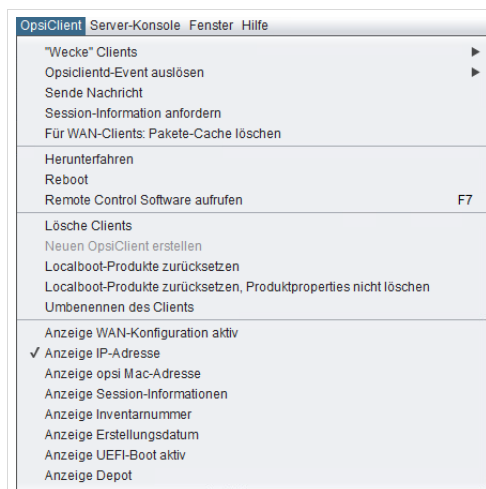 OpsiClient Server-Konsole Fenster Hilfe
"Wecke" Clients
Opsiclientd-Event auslösen
Sende Nachricht
Session-Information anfordern
Für WAN-Clients: Pakete-Cache löschen
Herunterfahren
Reboot
Remote Control Software aufrufen F7
Lösche Clients
Neuen OpsiClient erstellen
Localboot-Produkte zurücksetzen
Localboot-Produkte zurücksetzen, Produktproperties nicht löschen
Umbenennen des Clients
Anzeige WAN-Konfiguration aktiv
✓ Anzeige IP-Adresse
Anzeige opsi Mac-Adresse
Anzeige Session-Informationen
Anzeige Inventarnummer
Anzeige Erstellungsdatum
Anzeige UEFI-Boot aktiv
Anzeige Depot